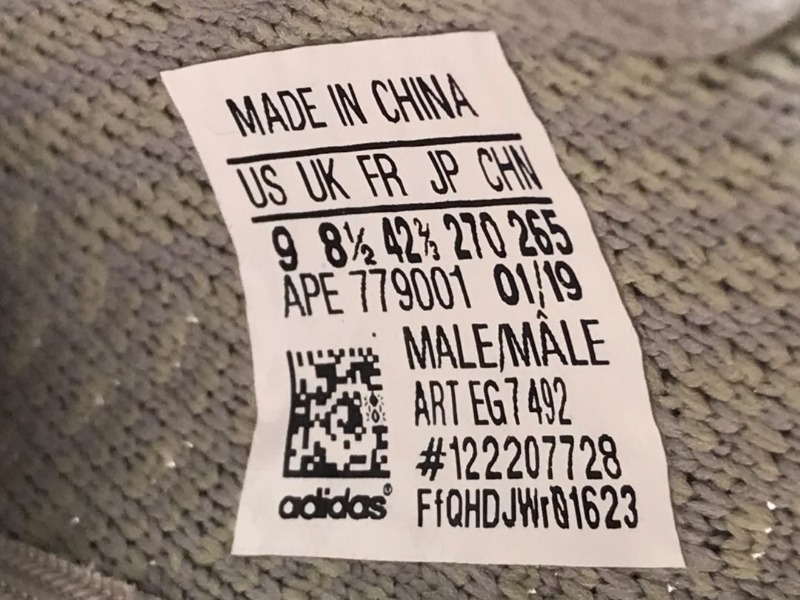 MADE IN CHINA
US UK FR JP CHN
9 8½ 42⅔ 270 265
APE 779001 01/19
MALE/MÂLE
ART EG7492
#122207728
adidas®